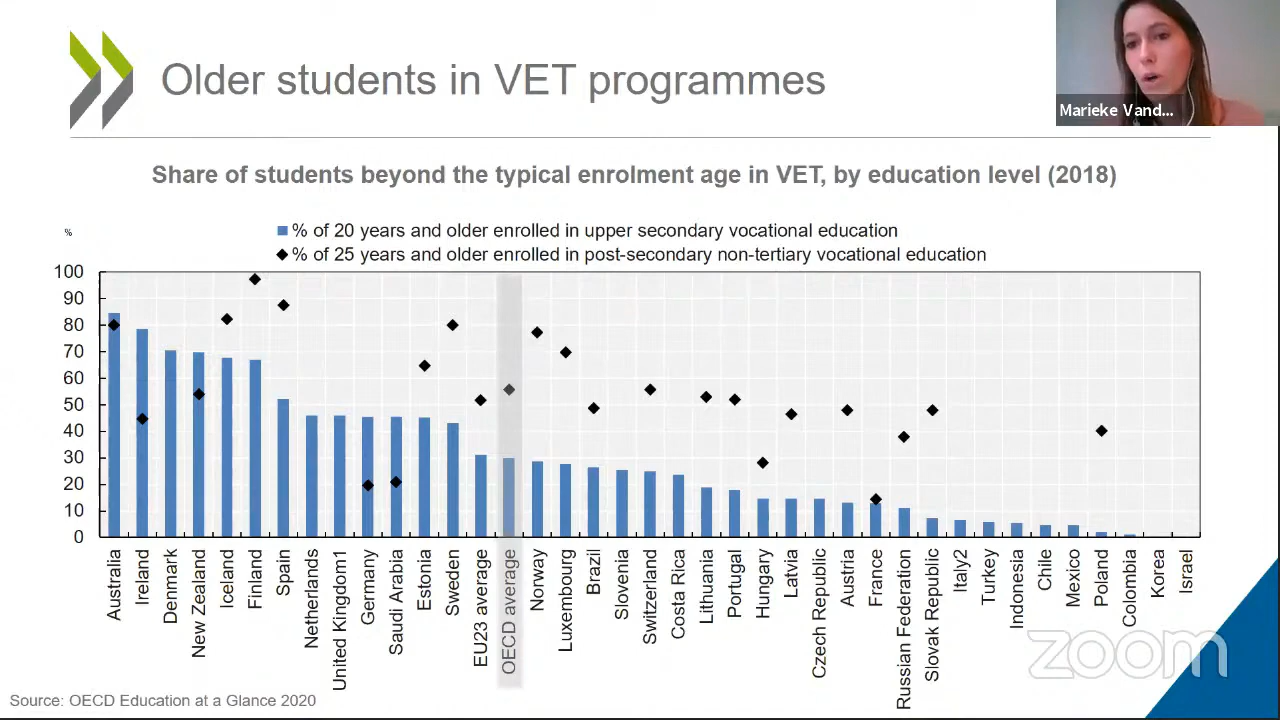 Older students in VET programmes
Marieke Vand...
Share of students beyond the typical enrolment age in VET, by education level (2018)
%
% of 20 years and older enrolled in upper secondary vocational education
% of 25 years and older enrolled in post-secondary non-tertiary vocational education
100
90
80
70
60
50
40
30
20
10
0
Australia
Ireland
Denmark
New Zealand
Iceland
Finland
Spain
Netherlands
United Kingdom1
Germany
Saudi Arabia
Estonia
Sweden
EU23 average
OECD average
Norway
Luxembourg
Brazil
Slovenia
Switzerland
Costa Rica
Lithuania
Portugal
Hungary
Latvia
Czech Republic
Austria
France
Russian Federation
Slovak Republic
Italy2
Turkey
Indonesia
Chile
Mexico
Poland
Colombia
Korea
Israel
zoom
Source: OECD Education at a Glance 2020